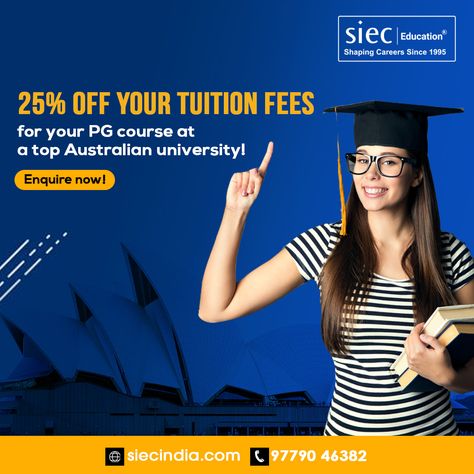 siec Education®
Shaping Careers Since 1995
25% OFF YOUR TUITION FEES
for your PG course at
a top Australian university!
Enquire now!
siecindia.com 97790 46382